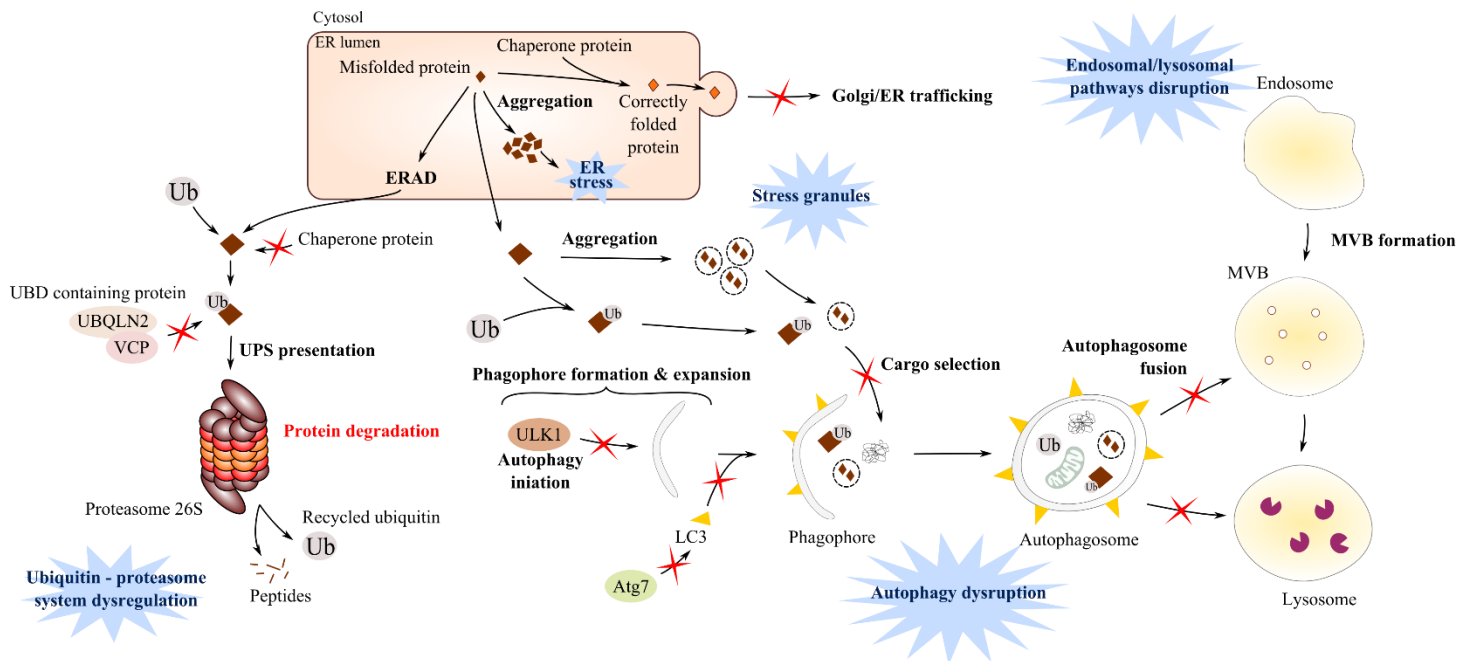 Cytosol
ER lumen
Chaperone protein
Misfolded protein
Aggregation
Correctly
folded
protein
ERAD
ER
stress
Golgi/ER trafficking
Endosomal/lysosomal
pathways disruption
Endosome
Stress granules
Ub
Chaperone protein
Aggregation
MVB formation
MVB
UBD containing protein
UBQLN2
VCP
Ub
UPS presentation
Ub
Ub
Ub
Cargo selection
Autophagosome
fusion
Phagophore formation & expansion
ULK1
Autophagy
iniation
Protein degradation
Proteasome 26S
Recycled ubiquitin
Ub
Peptides
Ubiquitin - proteasome
system dysregulation
LC3
Atg7
Ub
Phagophore
Ub
Ub
Autophagosome
Autophagy dysruption
Lysosome